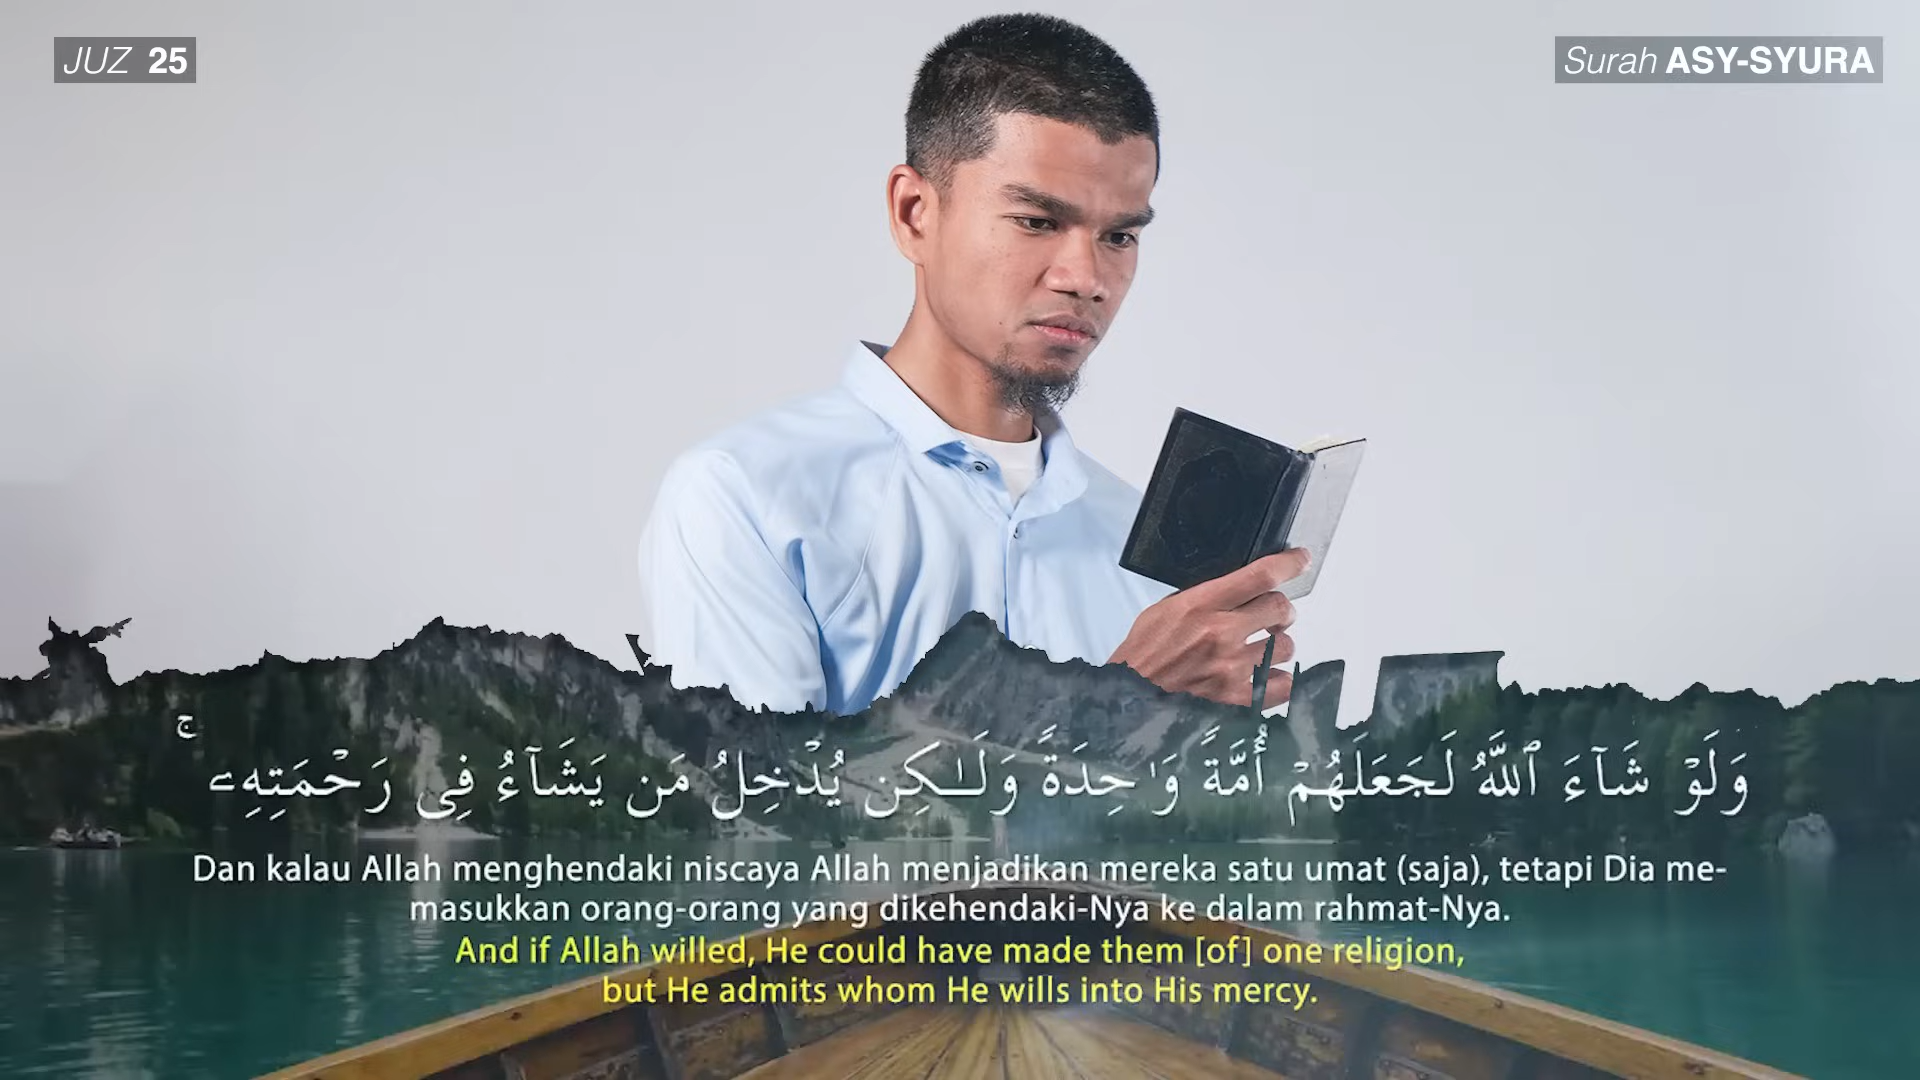 JUZ 25
Surah ASY-SYURA
وَلَوْ شَآءَ ٱللَّهُ لَجَعَلَهُمْ أُمَّةً وَٰحِدَةً وَلَـٰكِن يُدْخِلُ مَن يَشَآءُ فِى رَحْمَتِهِۦ ۚ
Dan kalau Allah menghendaki niscaya Allah menjadikan mereka satu umat (saja), tetapi Dia me-
masukkan orang-orang yang dikehendaki-Nya ke dalam rahmat-Nya.
And if Allah willed, He could have made them [of] one religion,
but He admits whom He wills into His mercy.